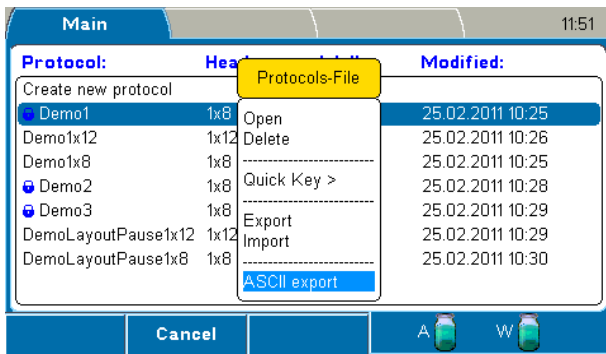 Main 11:51
Protocol: Modified:
Protocols-File
Create new protocol
Demo1 1x8 25.02.2011 10:25
Open
Demo1x12 1x12 25.02.2011 10:26
Delete
Demo1x8 1x8 25.02.2011 10:25
------------------------
Demo2 1x8 25.02.2011 10:28
Quick Key >
------------------------
Demo3 1x8 25.02.2011 10:29
Export
DemoLayoutPause1x12 1x12 25.02.2011 10:29
Import
DemoLayoutPause1x8 1x8 25.02.2011 10:30
------------------------
ASCII export
Cancel A W